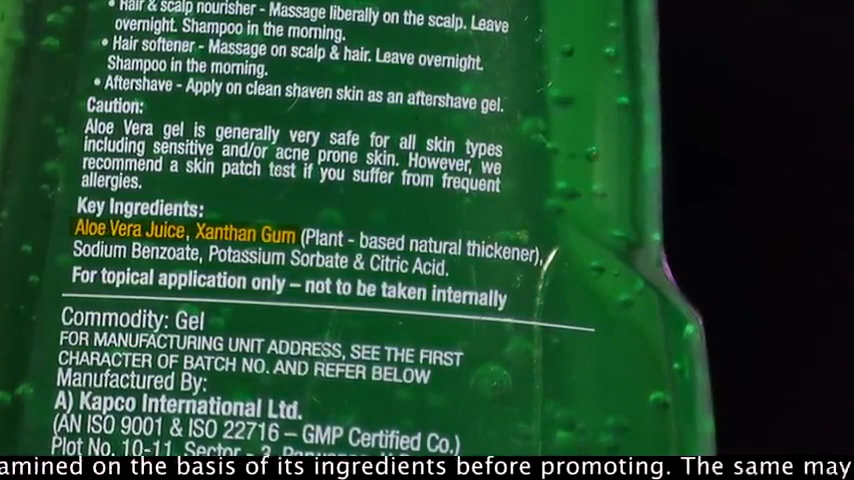 • Hair & scalp nourisher - Massage liberally on the scalp. Leave
overnight. Shampoo in the morning.
• Hair softener - Massage on scalp & hair. Leave overnight.
Shampoo in the morning.
• Aftershave - Apply on clean shaven skin as an aftershave gel.
Caution:
Aloe Vera gel is generally very safe for all skin types
including sensitive and/or acne prone skin. However, we
recommend a skin patch test if you suffer from frequent
allergies.
Key Ingredients:
Aloe Vera Juice, Xanthan Gum (Plant - based natural thickener),
Sodium Benzoate, Potassium Sorbate & Citric Acid.
For topical application only – not to be taken internally
Commodity: Gel
FOR MANUFACTURING UNIT ADDRESS, SEE THE FIRST
CHARACTER OF BATCH NO. AND REFER BELOW
Manufactured By:
A) Kapco International Ltd.
(AN ISO 9001 & ISO 22716 – GMP Certified Co.)
Plot No. 10-11, Sector - 
amined on the basis of its ingredients before promoting. The same may